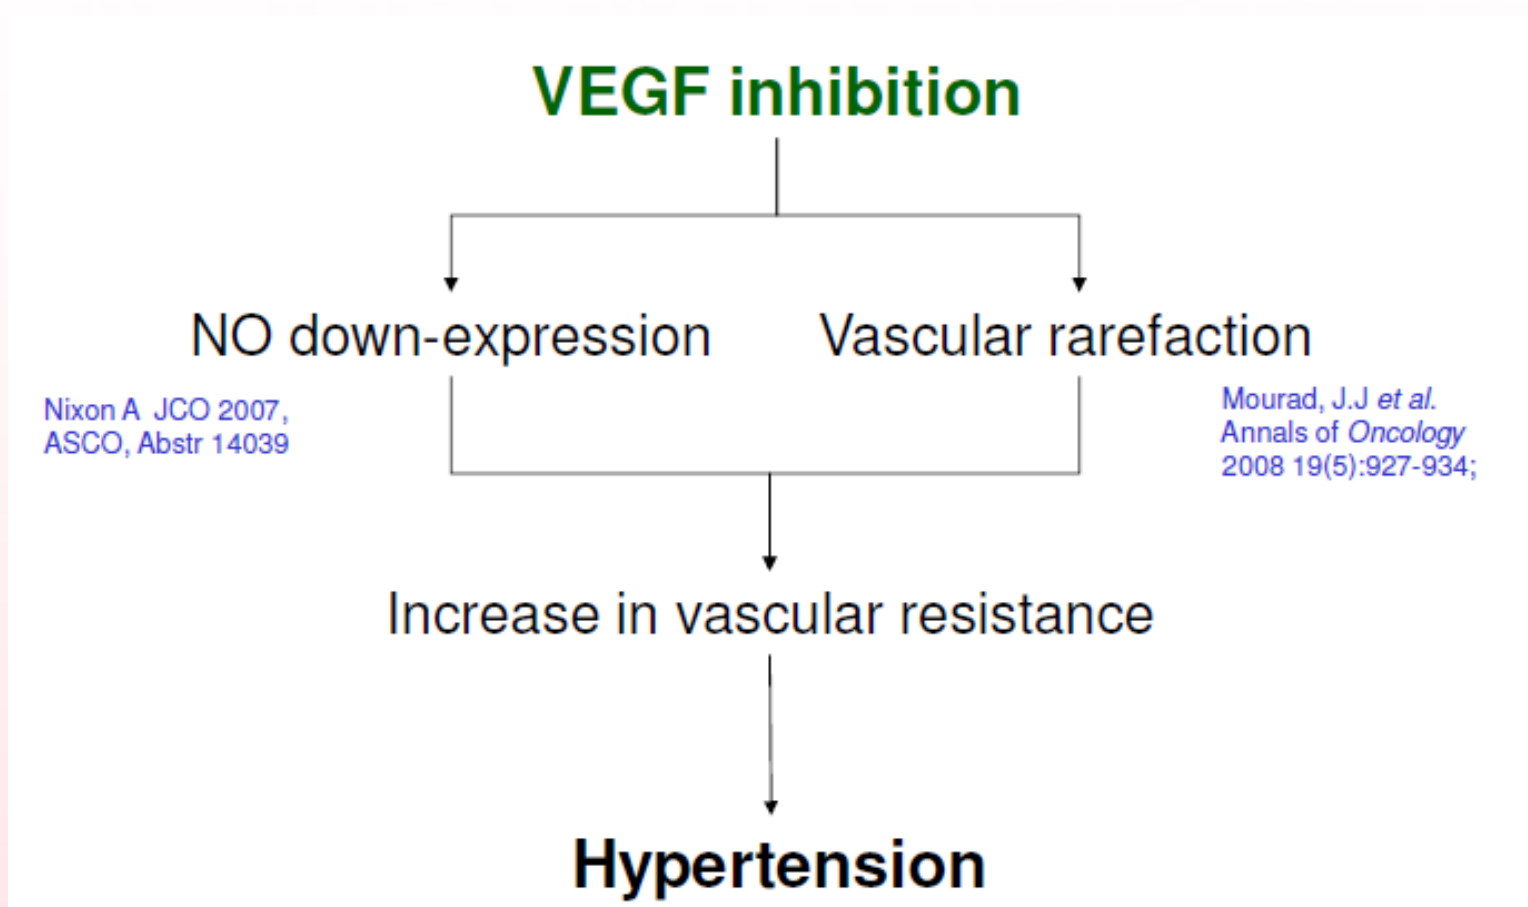 VEGF inhibition
NO down-expression
Vascular rarefaction
Nixon A JCO 2007,
ASCO, Abstr 14039
Mourad, J.J et al.
Annals of Oncology
2008 19(5):927-934;
Increase in vascular resistance
Hypertension